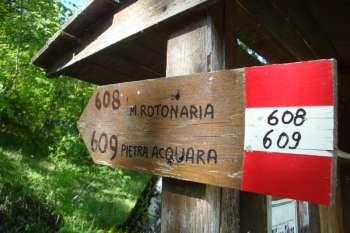 608 M. ROTONARIA
609 PIETRA ACQUARA
608
609